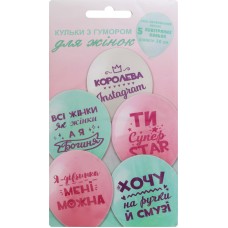 КУЛЬКИ З ГУМОРОМ
для жінок
5
КОРОЛЕВА
Instagram
ВСІ ЖІНКИ
як жінки
А Я
Богиня
ТИ
Супер
STAR
Я-дівчинка
МЕНІ
МОЖНА
ХОЧУ
на ручки
Й СМУЗІ